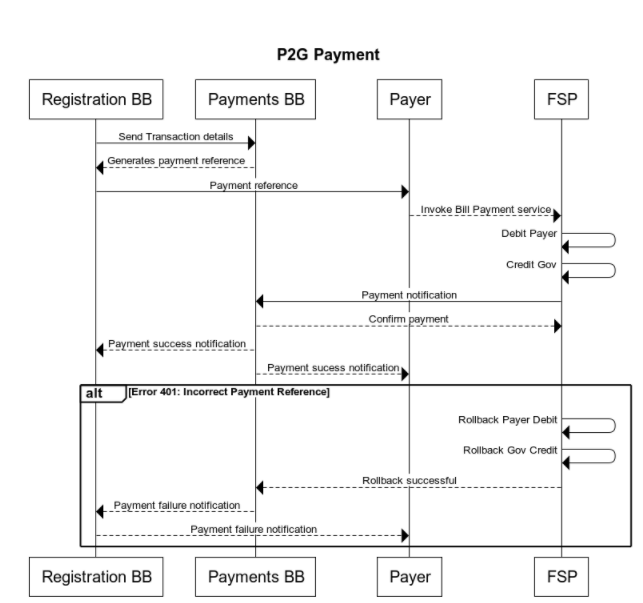 P2G Payment
Registration BB
Payments BB
Payer
FSP
Send Transaction details
Generates payment reference
Payment reference
Invoke Bill Payment service
Debit Payer
Credit Gov
Payment notification
Confirm payment
Payment success notification
Payment sucess notification
alt
[Error 401: Incorrect Payment Reference]
Rollback Payer Debit
Rollback Gov Credit
Rollback successful
Payment failure notification
Payment failure notification
Registration BB
Payments BB
Payer
FSP